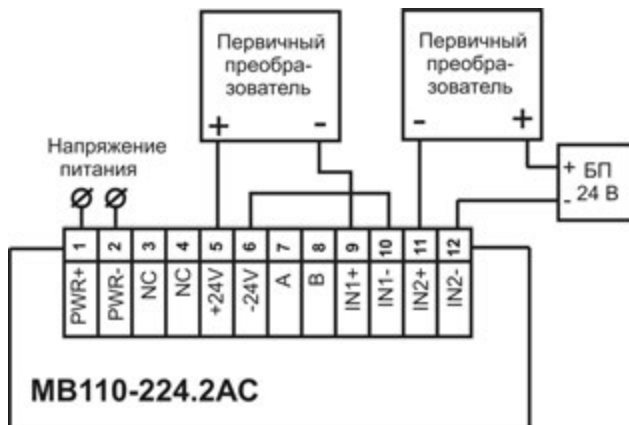 Первичный
преобра-
зователь
+ -
Первичный
преобра-
зователь
- +
Напряжение
питания
+ БП
- 24 В
1 2 3 4 5 6 7 8 9 10 11 12
PWR+ PWR- NC NC +24V -24V A B IN1+ IN1- IN2+ IN2-
МВ110-224.2АС